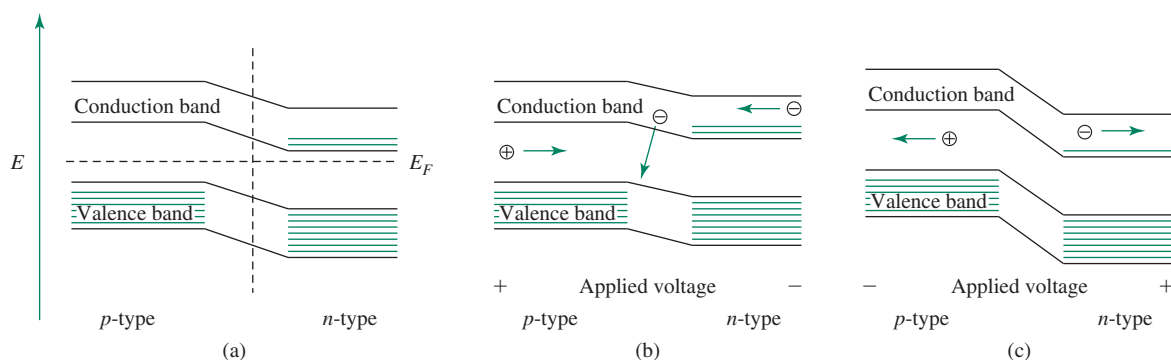 Conduction band
E
E_F
Valence band
p-type
n-type
(a)
Conduction band
⊖
⊖
⊕
Valence band
+
Applied voltage
−
p-type
n-type
(b)
Conduction band
⊖
⊕
Valence band
−
Applied voltage
+
p-type
n-type
(c)